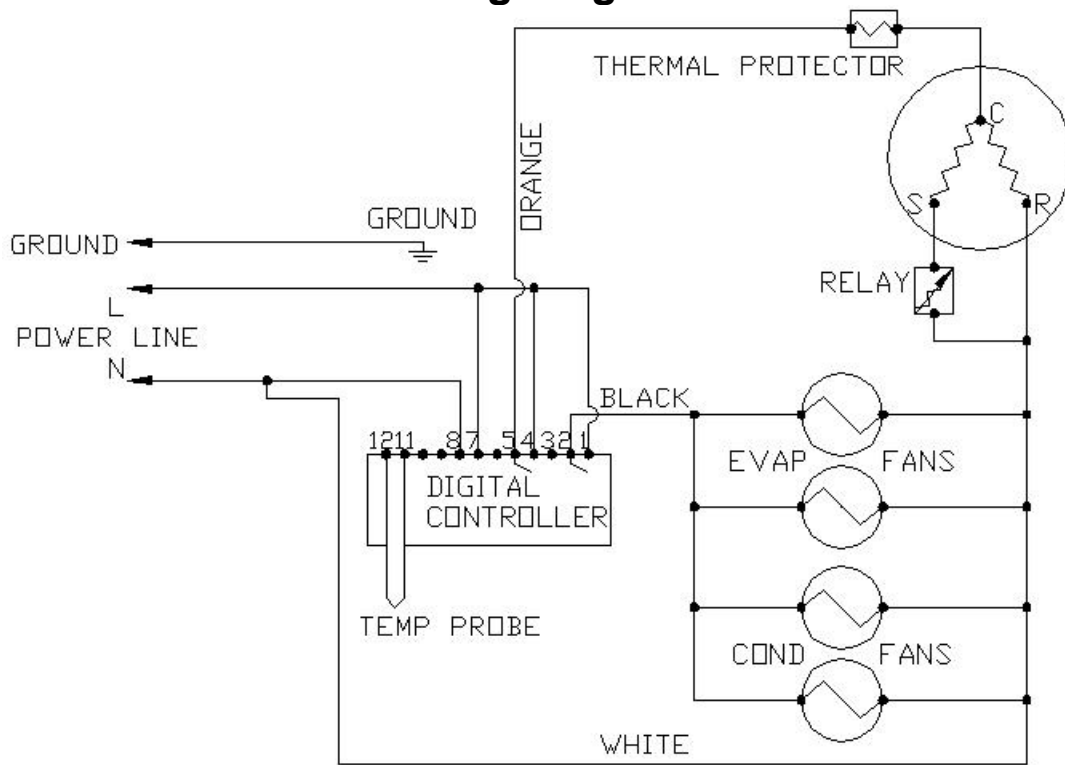 THERMAL PROTECTOR
C
S
R
ORANGE
GROUND
GROUND
L
POWER LINE
N
RELAY
BLACK
1211 87 54321
EVAP FANS
DIGITAL
CONTROLLER
TEMP PROBE
COND FANS
WHITE